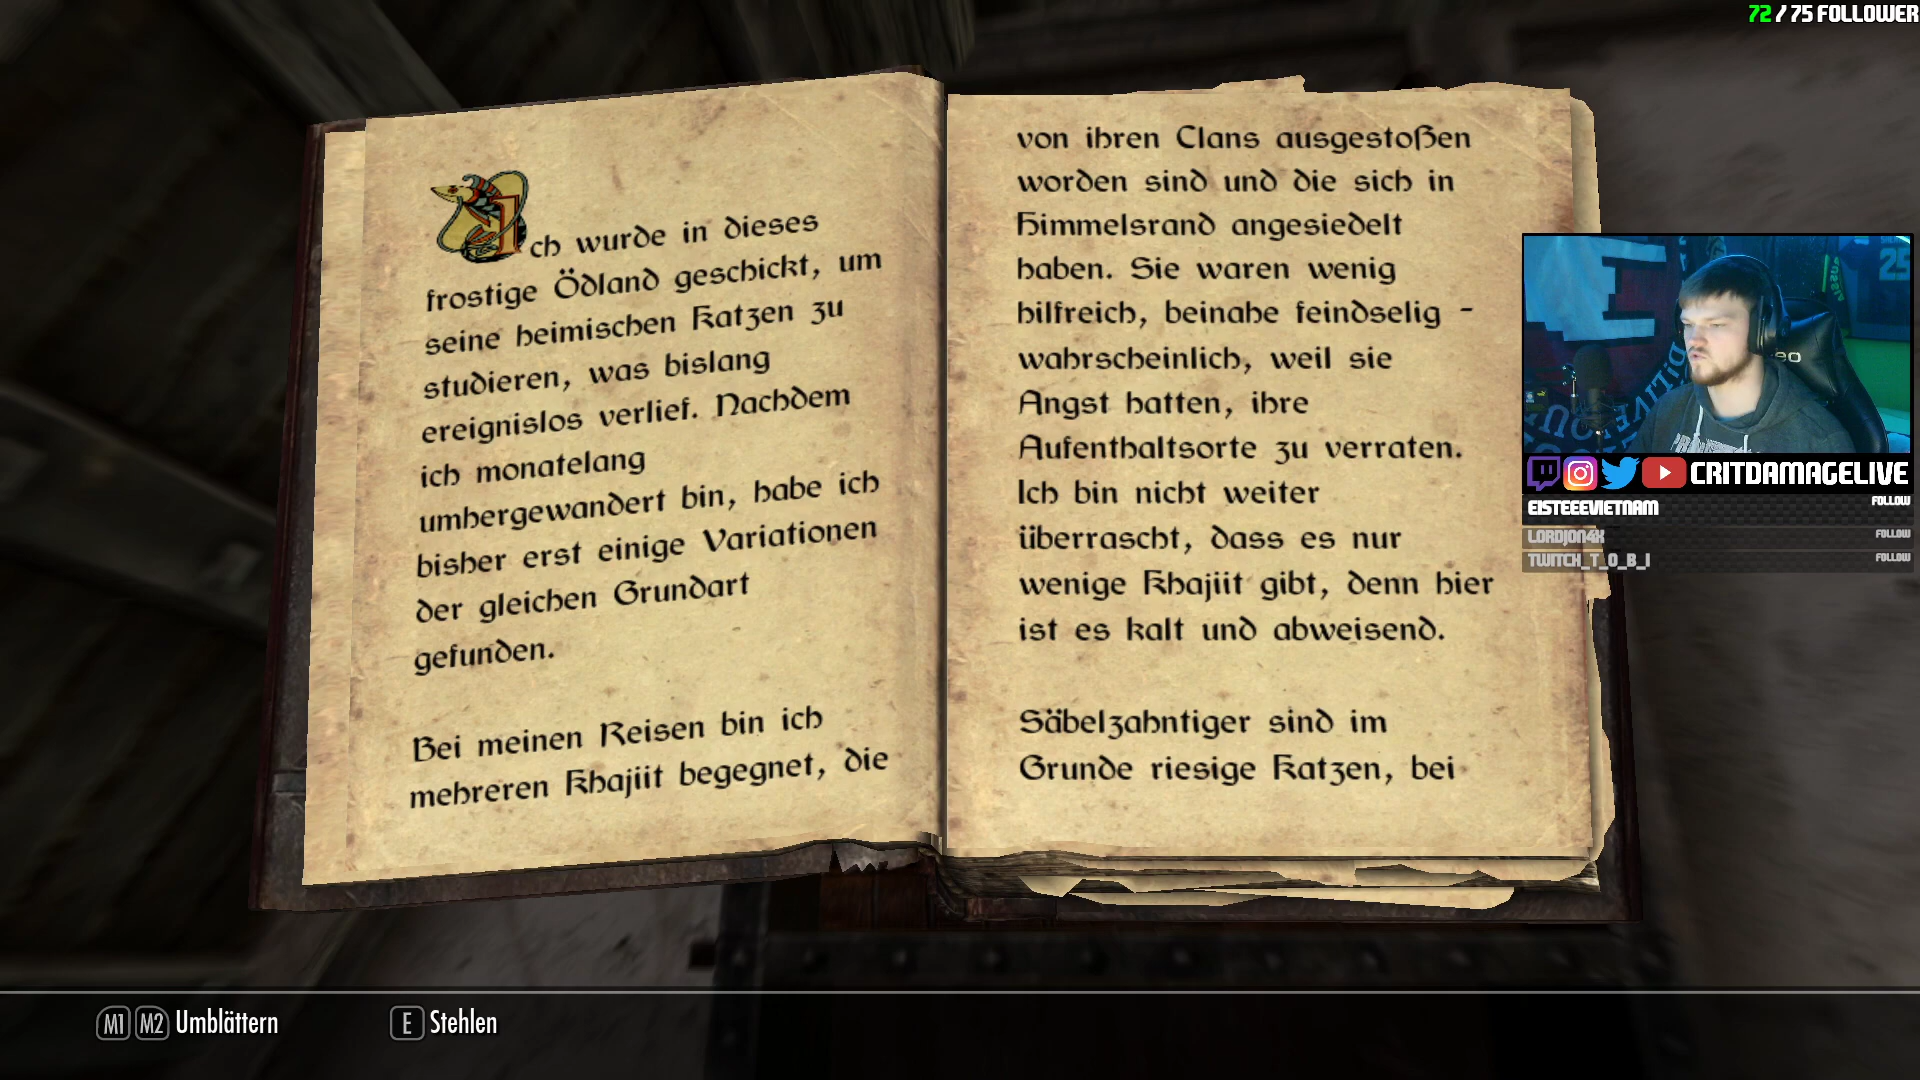 72 / 75 FOLLOWER
Ich wurde in dieses
frostige Ödland geschickt, um
seine heimischen Katzen zu
studieren, was bislang
ereignislos verlief. Nachdem
ich monatelang
umhergewandert bin, habe ich
bisher erst einige Variationen
der gleichen Grundart
gefunden.
Bei meinen Reisen bin ich
mehreren Khajiit begegnet, die
von ihren Clans ausgestoßen
worden sind und die sich in
Himmelsrand angesiedelt
haben. Sie waren wenig
hilfreich, beinahe feindselig -
wahrscheinlich, weil sie
Angst hatten, ihre
Aufenthaltsorte zu verraten.
Ich bin nicht weiter
überrascht, dass es nur
wenige Khajiit gibt, denn hier
ist es kalt und abweisend.
Säbelzahntiger sind im
Grunde riesige Katzen, bei
25
CRITDAMAGELIVE
EISTEEEVIETNAM FOLLOW
LORDJON4X FOLLOW
TWITCH_T_O_B_I FOLLOW
M1 M2 Umblättern
E Stehlen